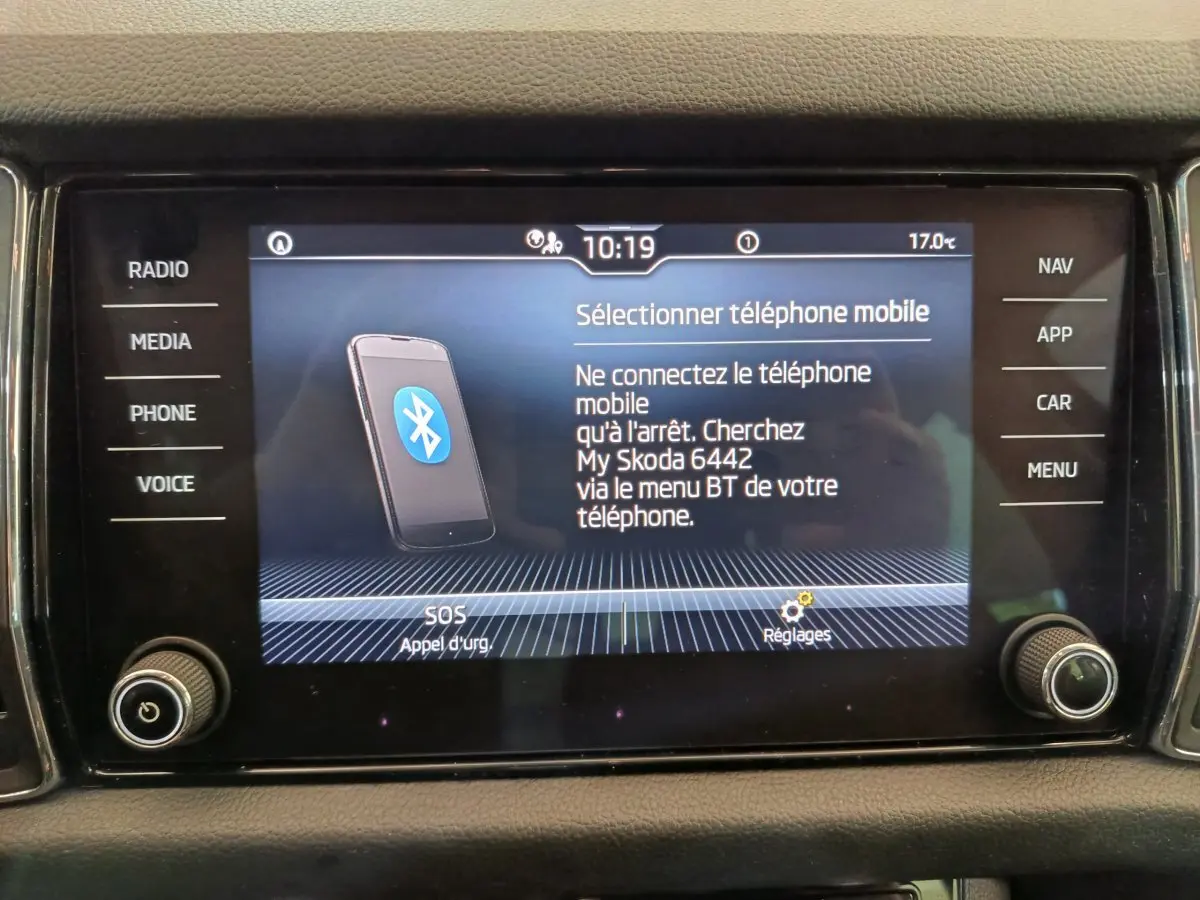 10:19
1
17.0°C
RADIO
MEDIA
PHONE
VOICE
NAV
APP
CAR
MENU
Sélectionner téléphone mobile
Ne connectez le téléphone
mobile
qu'à l'arrêt. Cherchez
My Skoda 6442
via le menu BT de votre
téléphone.
SOS
Appel d'urg.
Réglages